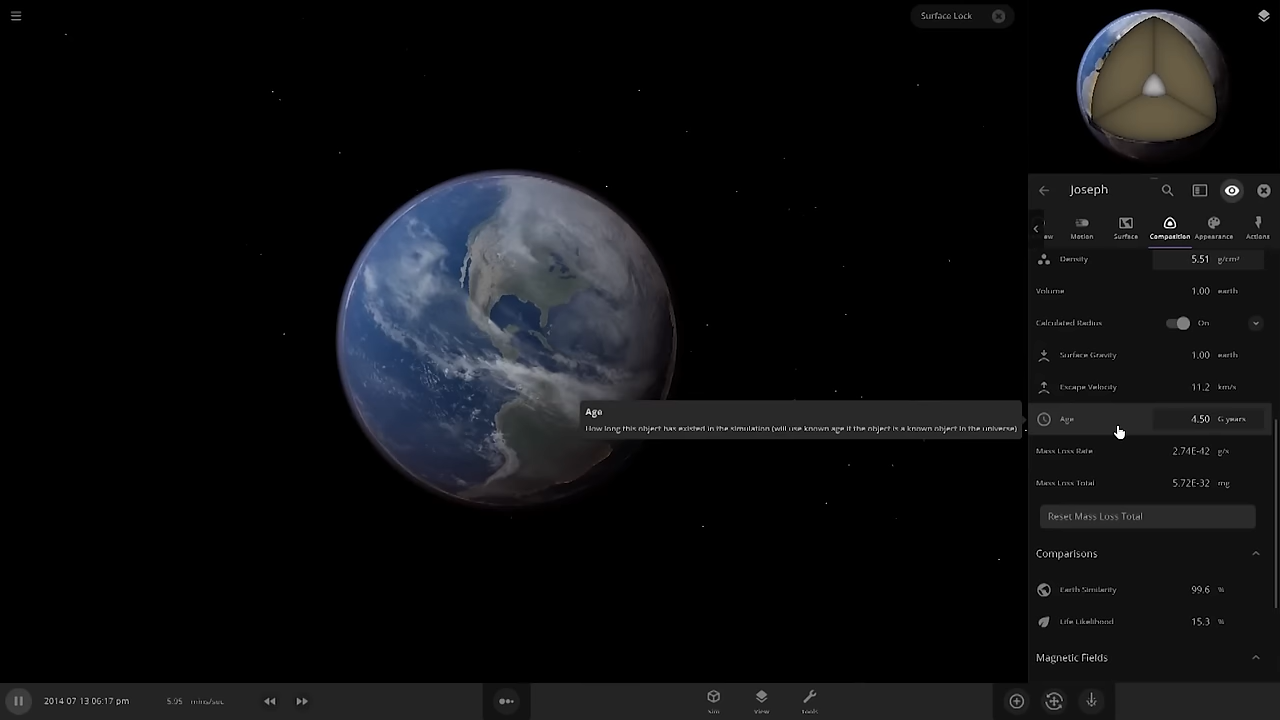 Surface Lock
Joseph
Motion
Surface
Composition
Appearance
Actions
Density 5.51 g/cm³
Volume 1.00 earth
Calculated Radius On
Surface Gravity 1.00 earth
Escape Velocity 11.2 km/s
Age 4.50 G years
Age
How long this object has existed in the simulation (will use known age if the object is a known object in the universe)
Mass Loss Rate 2.74E-42 g/s
Mass Loss Total 5.72E-32 mg
Reset Mass Loss Total
Comparisons
Earth Similarity 99.6 %
Life Likelihood 15.3 %
Magnetic Fields
2014-07-13 06:17 pm
5.95 mins/sec
Sim
View
Tools